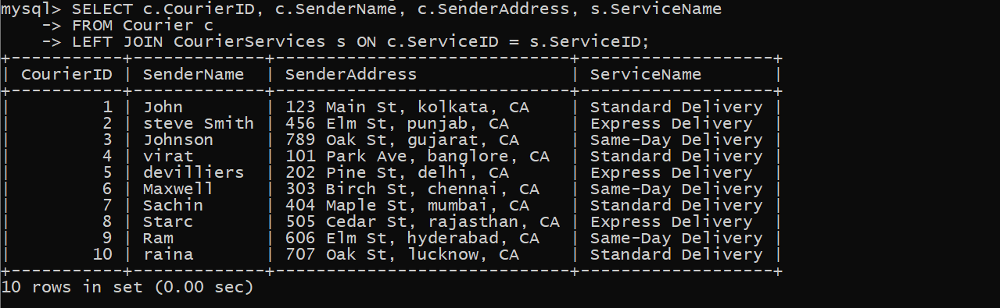 mysql> SELECT c.CourierID, c.SenderName, c.SenderAddress, s.ServiceName
    -> FROM Courier c
    -> LEFT JOIN CourierServices s ON c.ServiceID = s.ServiceID;
+-----------+-------------+-----------------------------+-------------------+
| CourierID | SenderName  | SenderAddress               | ServiceName       |
+-----------+-------------+-----------------------------+-------------------+
|         1 | John        | 123 Main St, kolkata, CA    | Standard Delivery |
|         2 | steve Smith | 456 Elm St, punjab, CA      | Express Delivery  |
|         3 | Johnson     | 789 Oak St, gujarat, CA     | Same-Day Delivery |
|         4 | virat       | 101 Park Ave, banglore, CA  | Standard Delivery |
|         5 | devilliers  | 202 Pine St, delhi, CA      | Express Delivery  |
|         6 | Maxwell     | 303 Birch St, chennai, CA   | Same-Day Delivery |
|         7 | Sachin      | 404 Maple St, mumbai, CA    | Standard Delivery |
|         8 | Starc       | 505 Cedar St, rajasthan, CA | Express Delivery  |
|         9 | Ram         | 606 Elm St, hyderabad, CA   | Same-Day Delivery |
|        10 | raina       | 707 Oak St, lucknow, CA     | Standard Delivery |
+-----------+-------------+-----------------------------+-------------------+
10 rows in set (0.00 sec)